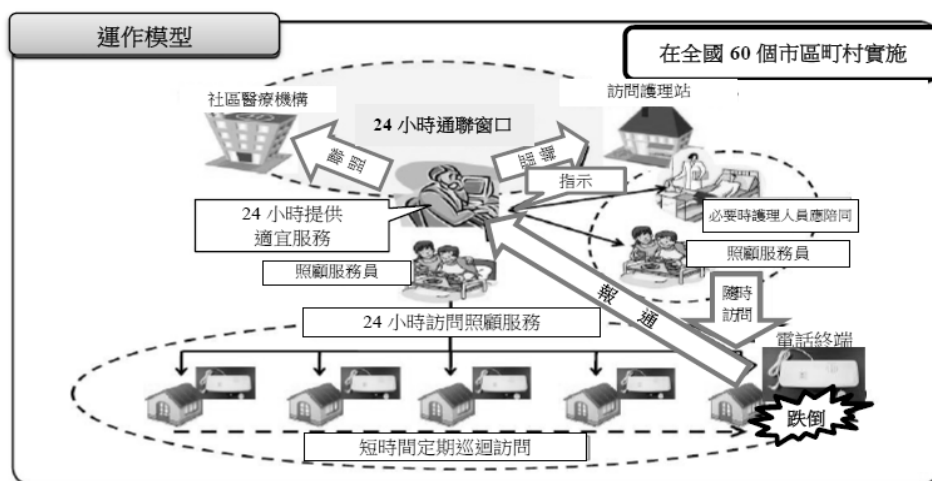 運作模型
在全國 60 個市區町村實施
社區醫療機構
訪問護理站
24 小時通聯窗口
聯盟
聯盟
指示
24 小時提供
適宜服務
必要時護理人員應陪同
照顧服務員
照顧服務員
隨時
訪問
報 通
24 小時訪問照顧服務
電話終端
跌倒
短時間定期巡迴訪問